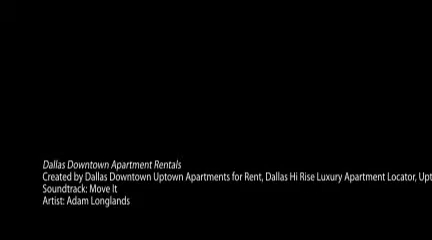 Dallas Downtown Apartment Rentals
Created by Dallas Downtown Uptown Apartments for Rent, Dallas Hi Rise Luxury Apartment Locator, Upt
Soundtrack: Move It
Artist: Adam Longlands